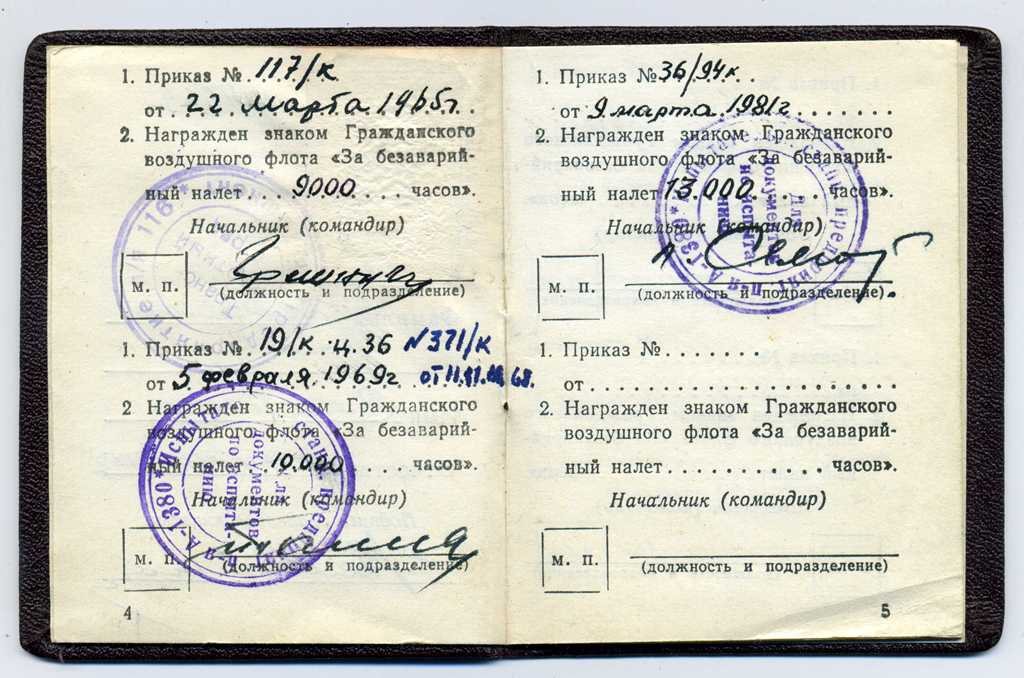 1. Приказ № 117/к
от 22 марта 1965г.
2. Награжден знаком Гражданского
воздушного флота «За безаварий-
ный налет 9000 часов».
Начальник (командир)
М. П.
(должность и подразделение)
1. Приказ № 19/к ч. 36 №371/к
от 5 февраля 1969г. от 11.11.68.
2 Награжден знаком Гражданского
воздушного флота «За безаварий-
ный налет 10.000 часов».
Начальник (командир)
М. П.
(должность и подразделение)
4
1. Приказ № 36/94к.
от 9 марта 1981г.
2. Награжден знаком Гражданского
воздушного флота «За безаварий-
ный налет 13.000 часов».
Начальник (командир)
М. П.
(должность и подразделение)
1. Приказ № . . . . . . .
от . . . . . . . . . . . . . . . . . . .
2. Награжден знаком Гражданского
воздушного флота «За безаварий-
ный налет . . . . . . . . . . . . часов».
Начальник (командир)
М. П.
(должность и подразделение)
5